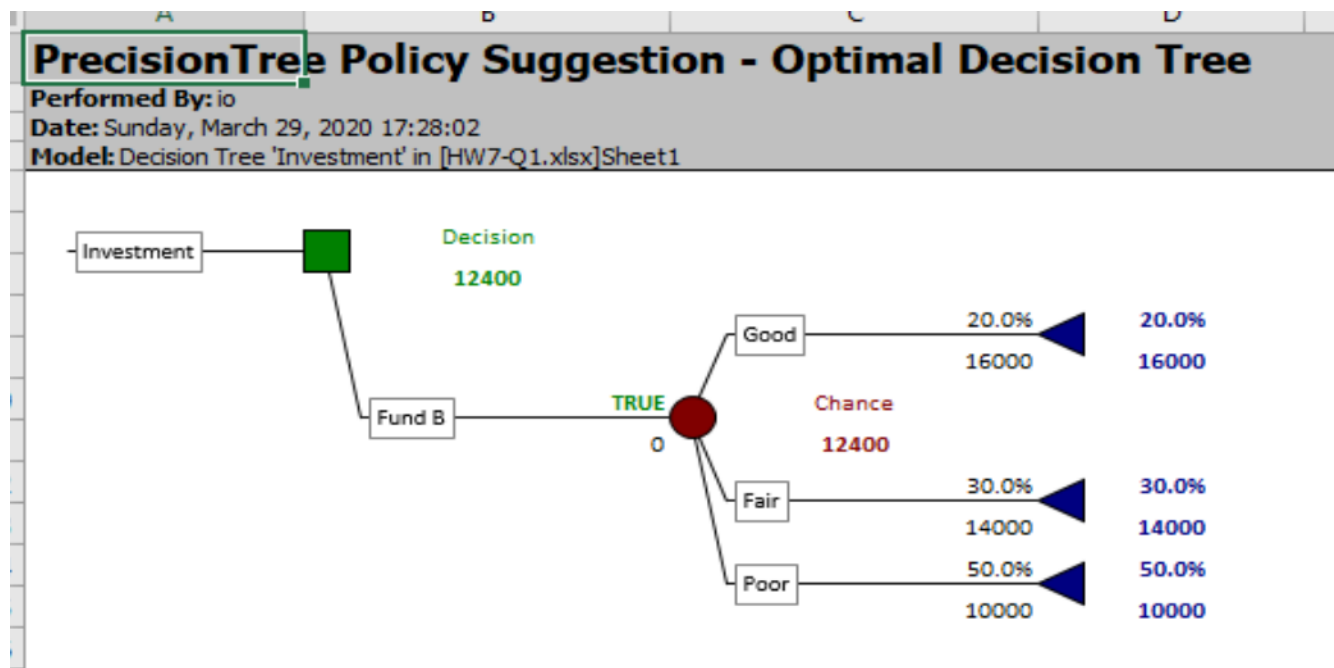 A B C D
PrecisionTree Policy Suggestion - Optimal Decision Tree
Performed By: io
Date: Sunday, March 29, 2020 17:28:02
Model: Decision Tree 'Investment' in [HW7-Q1.xlsx]Sheet1
Investment
Decision
12400
Good
20.0%
20.0%
16000
16000
Fund B
TRUE
0
Chance
12400
Fair
30.0%
30.0%
14000
14000
Poor
50.0%
50.0%
10000
10000